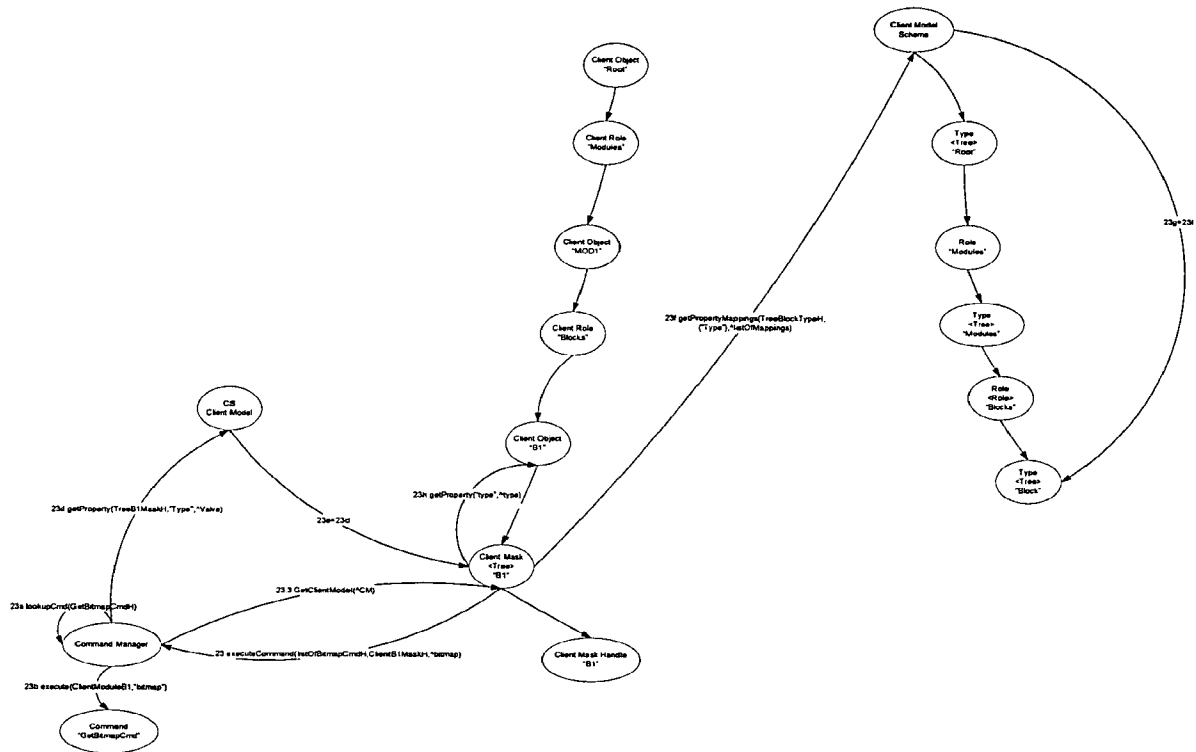 Client Model
Scheme
Client Object
"Root"
Client Role
"Modules"
Type
<Tree>
"Root"
Client Object
"MOD1"
Role
"Modules"
23g=23f
23f getPropertyMappings(TreeBlockTypeH,
("Type"),^listOfMappings)
Client Role
"Blocks"
Type
<Tree>
"Modules"
Role
<Role>
"Blocks"
CS
Client Model
Client Object
"B1"
Type
<Tree>
"Block"
23h getProperty("type",^type)
23d getProperty(TreeB1MaskH,"Type",^Value)
23e=23d
Client Mask
<Tree>
"B1"
23.3 GetClientModel(^CM)
23a lookupCmd(GetBitmapCmdH)
Command Manager
23 executeCommand(listOfBitmapCmdH,ClientB1MaskH,^bitmap)
Client Mask Handle
"B1"
23b execute(ClientModuleB1,"bitmap")
Command
"GetBitmapCmd"